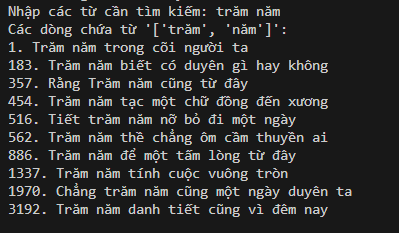 Nhập các từ cần tìm kiếm: trăm năm
Các dòng chứa từ '['trăm', 'năm']':
1. Trăm năm trong cõi người ta
183. Trăm năm biết có duyên gì hay không
357. Rằng Trăm năm cũng từ đây
454. Trăm năm tạc một chữ đồng đến xương
516. Tiết trăm năm nỡ bỏ đi một ngày
562. Trăm năm thề chẳng ôm cầm thuyền ai
886. Trăm năm để một tấm lòng từ đây
1337. Trăm năm tính cuộc vuông tròn
1970. Chẳng trăm năm cũng một ngày duyên ta
3192. Trăm năm danh tiết cũng vì đêm nay